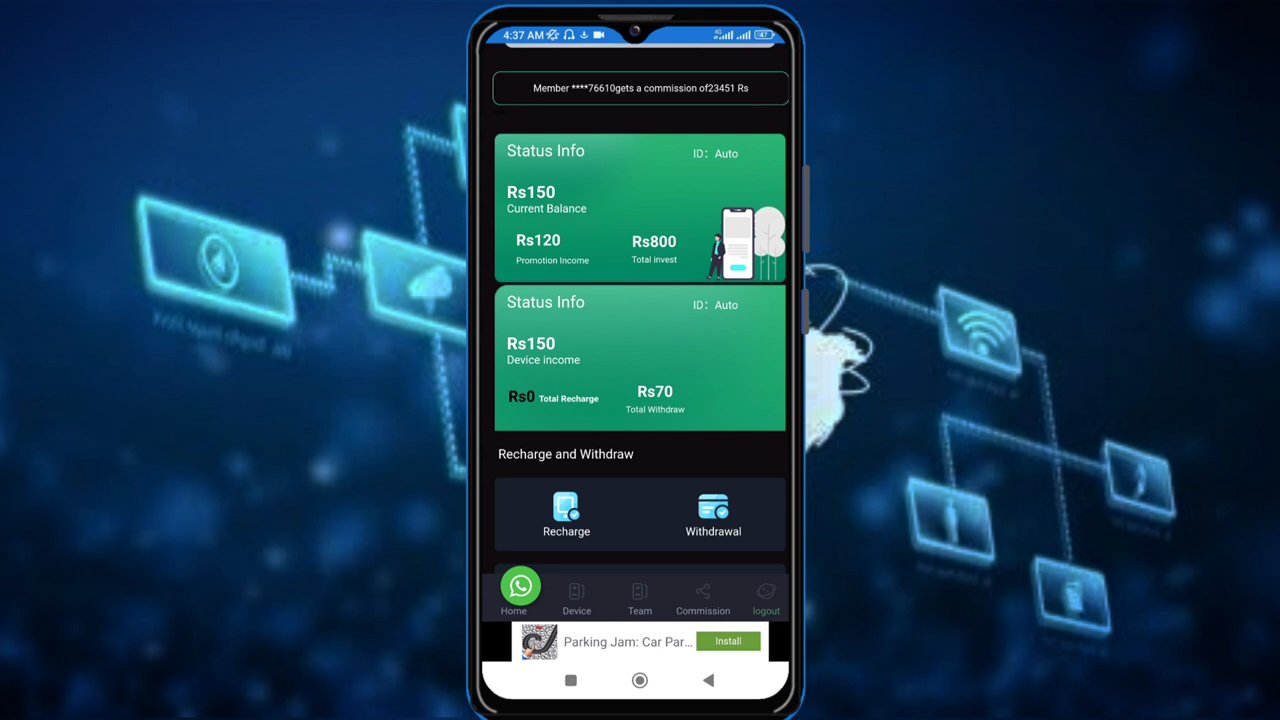 4:37 AM
4G
47
Member ****76610gets a commission of23451 Rs
Status Info
ID: Auto
Rs150
Current Balance
Rs120
Rs800
Promotion Income
Total invest
Status Info
ID: Auto
Rs150
Device income
Rs0 Total Recharge
Rs70
Total Withdraw
Recharge and Withdraw
Recharge
Withdrawal
Home
Device
Team
Commission
logout
Parking Jam: Car Par...
Install